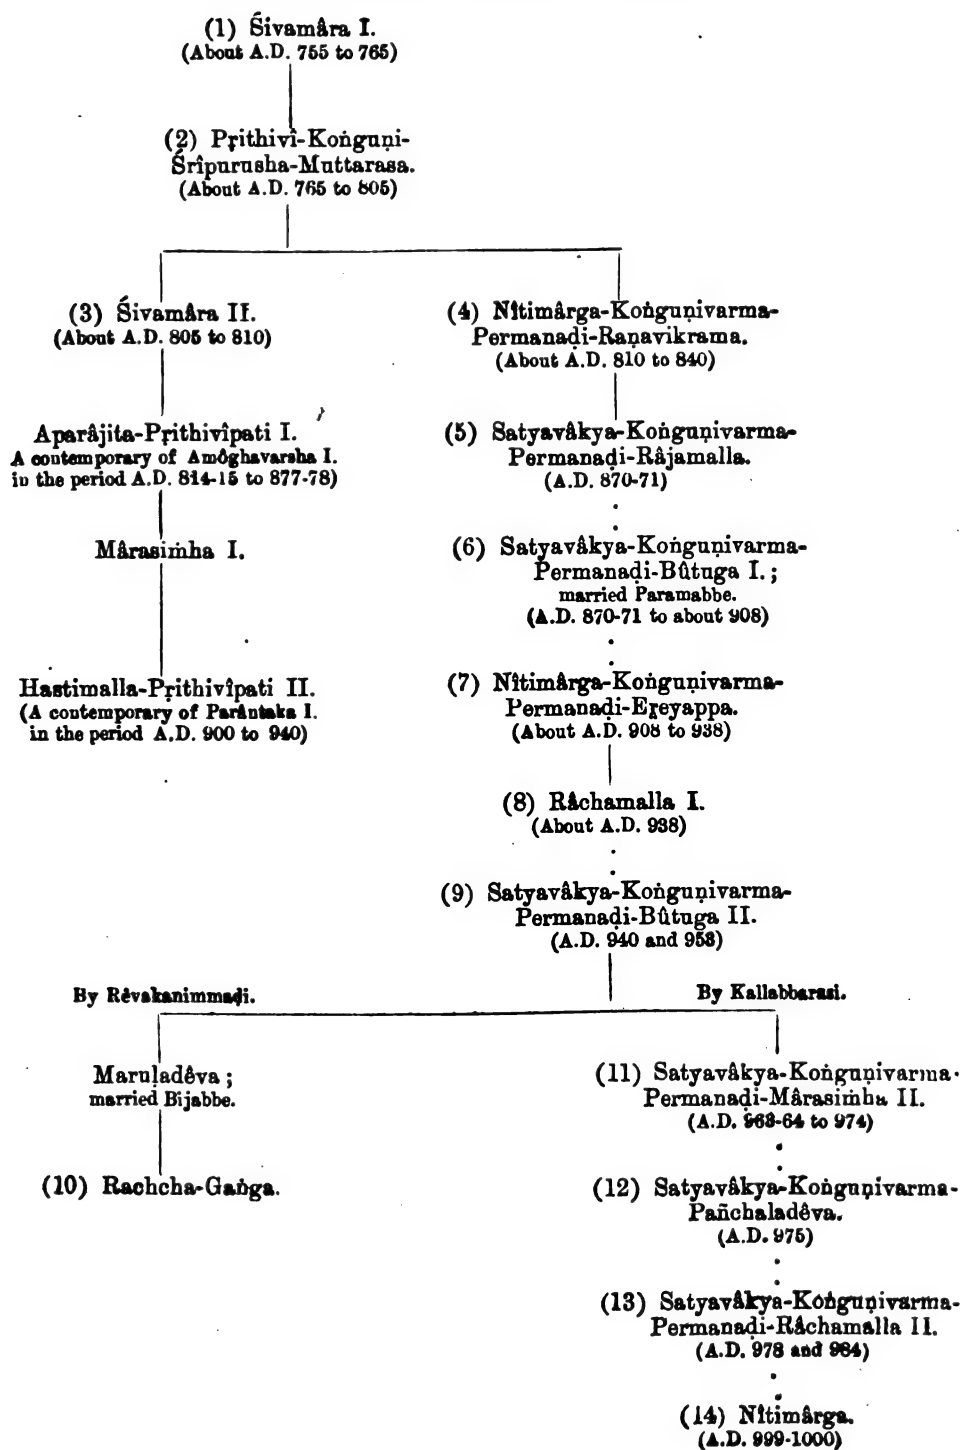 (1) Śivamâra I.
(About A.D. 755 to 765)
(2) Pṛithivî-Koṅguṇi-
Śrîpurusha-Muttarasa.
(About A.D. 765 to 805)
(3) Śivamâra II.
(About A.D. 805 to 810)
(4) Nîtimârga-Koṅguṇivarma-
Permanaḍi-Raṇavikrama.
(About A.D. 810 to 840)
Aparâjita-Pṛithivîpati I.
A contemporary of Amôghavarsha I.
in the period A.D. 814-15 to 877-78)
(5) Satyavâkya-Koṅguṇivarma-
Permanaḍi-Râjamalla.
(A.D. 870-71)
Mârasiṁha I.
(6) Satyavâkya-Koṅguṇivarma-
Permanaḍi-Bûtuga I.;
married Paramabbe.
(A.D. 870-71 to about 908)
Hastimalla-Pṛithivîpati II.
(A contemporary of Parântaka I.
in the period A.D. 900 to 940)
(7) Nîtimârga-Koṅguṇivarma-
Permanaḍi-Eṟeyappa.
(About A.D. 908 to 938)
(8) Râchamalla I.
(About A.D. 938)
(9) Satyavâkya-Koṅguṇivarma-
Permanaḍi-Bûtuga II.
(A.D. 940 and 953)
By Rêvakanimmaḍi.
By Kallabbarasi.
Maruḷadêva;
married Bijabbe.
(11) Satyavâkya-Koṅguṇivarma-
Permanaḍi-Mârasiṁha II.
(A.D. 963-64 to 974)
(10) Rachcha-Gaṅga.
(12) Satyavâkya-Koṅguṇivarma-
Pañchaladêva.
(A.D. 975)
(13) Satyavâkya-Koṅguṇivarma-
Permanaḍi-Râchamalla II.
(A.D. 978 and 984)
(14) Nîtimârga.
(A.D. 999-1000)